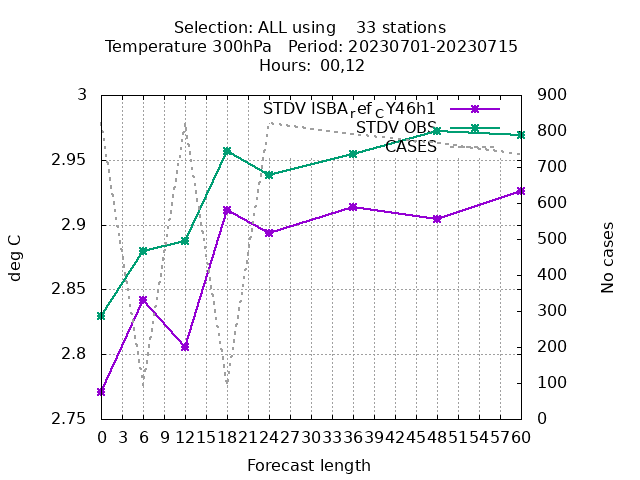 Selection: ALL using    33 stations
Temperature 300hPa   Period: 20230701-20230715
Hours:  00,12
3
2.95
2.9
2.85
2.8
2.75
deg C
900
800
700
600
500
400
300
200
100
0
No cases
STDV ISBA_ref_CY46h1
STDV OBS
CASES
0 3 6 9 12 15 18 21 24 27 30 33 36 39 42 45 48 51 54 57 60
Forecast length